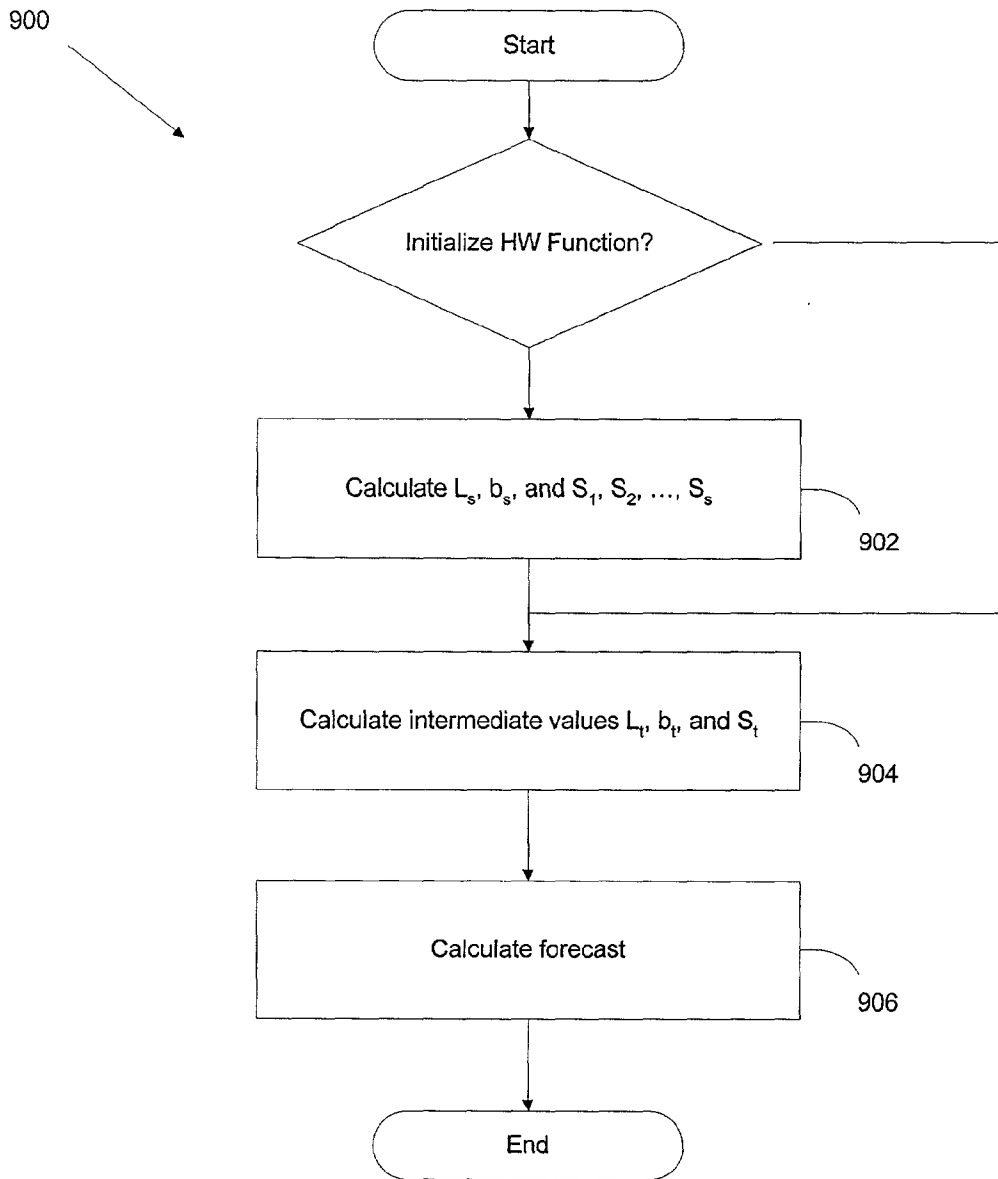 900
Start
Initialize HW Function?
Calculate Lₛ, bₛ, and S₁, S₂, ..., Sₛ
902
Calculate intermediate values Lₜ, bₜ, and Sₜ
904
Calculate forecast
906
End